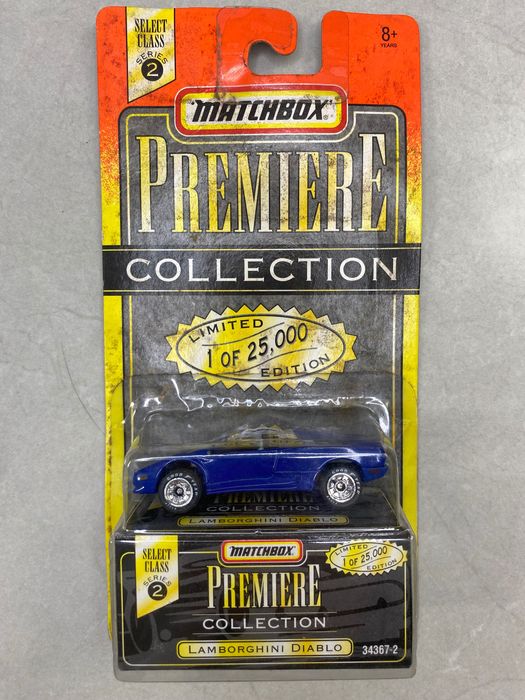 SELECT
CLASS
SERIES
2
8+
YEARS
MATCHBOX
PREMIERE
COLLECTION
LIMITED
1 OF 25,000
EDITION
PREMIERE
COLLECTION
LAMBORGHINI DIABLO
SELECT
CLASS
SERIES
2
MATCHBOX
LIMITED
1 OF 25,000
EDITION
PREMIERE
COLLECTION
LAMBORGHINI DIABLO
34367-2